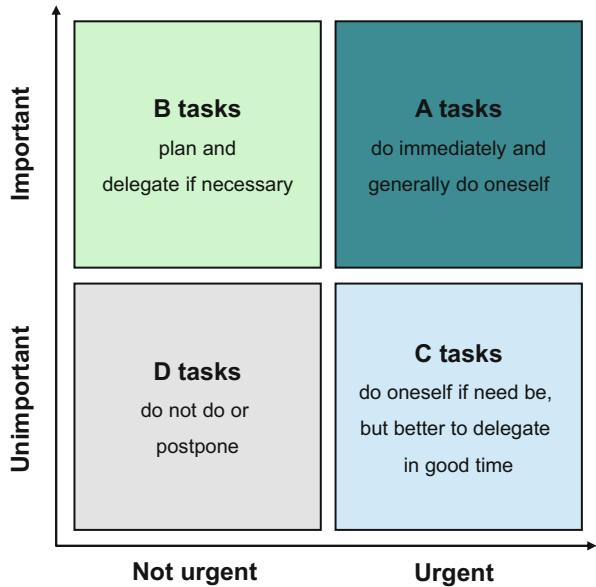 Important
B tasks
plan and
delegate if necessary
A tasks
do immediately and
generally do oneself
Unimportant
D tasks
do not do or
postpone
C tasks
do oneself if need be,
but better to delegate
in good time
Not urgent
Urgent